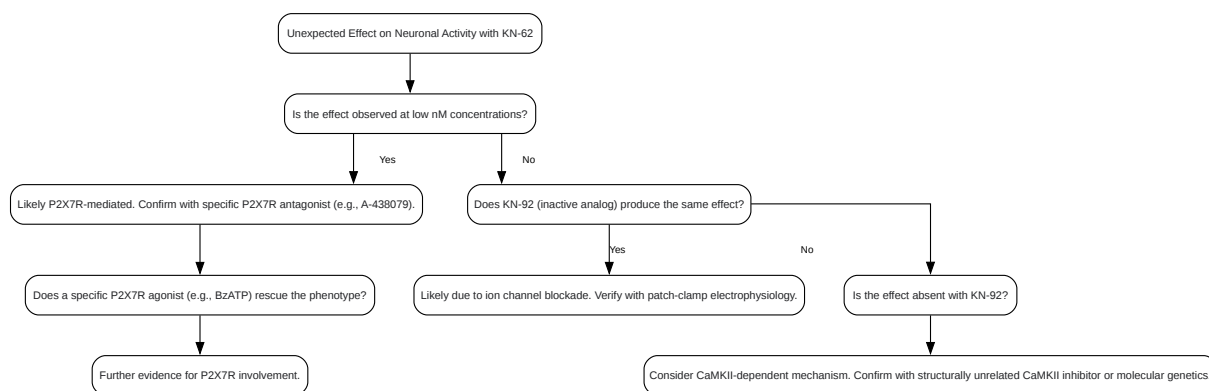 Unexpected Effect on Neuronal Activity with KN-62
Is the effect observed at low nM concentrations?
Yes
No
Likely P2X7R-mediated. Confirm with specific P2X7R antagonist (e.g., A-438079).
Does KN-92 (inactive analog) produce the same effect?
Yes
No
Does a specific P2X7R agonist (e.g., BzATP) rescue the phenotype?
Likely due to ion channel blockade. Verify with patch-clamp electrophysiology.
Is the effect absent with KN-92?
Further evidence for P2X7R involvement.
Consider CaMKII-dependent mechanism. Confirm with structurally unrelated CaMKII inhibitor or molecular genetics